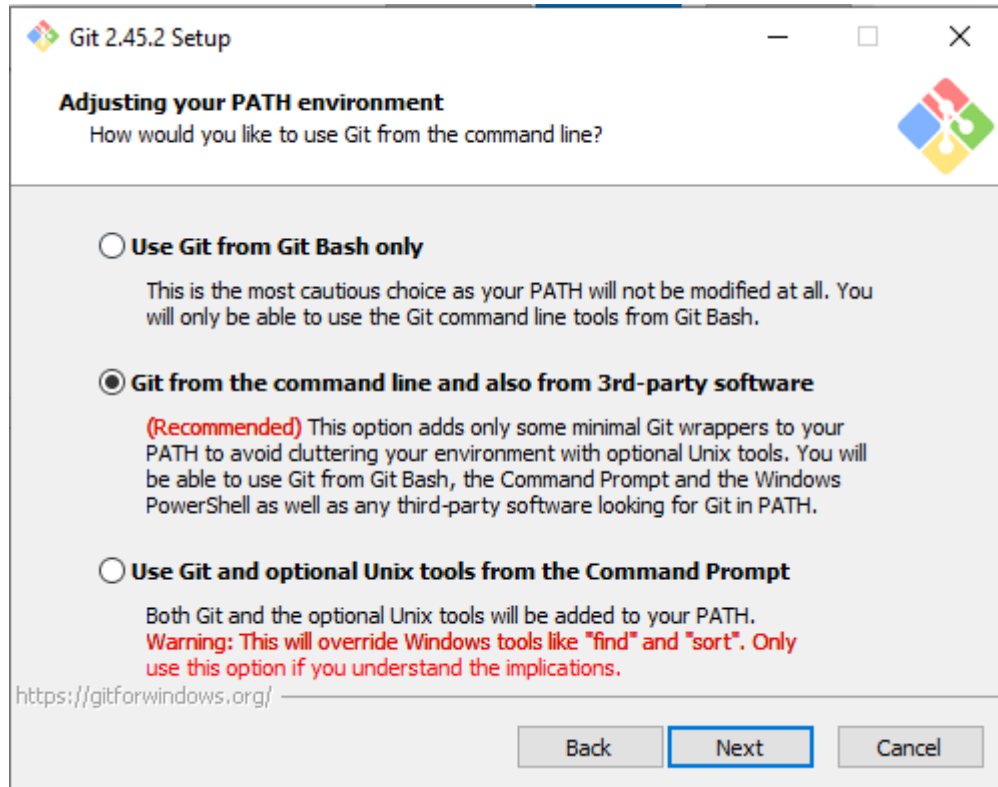 Git 2.45.2 Setup
Adjusting your PATH environment
How would you like to use Git from the command line?
Use Git from Git Bash only
This is the most cautious choice as your PATH will not be modified at all. You
will only be able to use the Git command line tools from Git Bash.
Git from the command line and also from 3rd-party software
(Recommended) This option adds only some minimal Git wrappers to your
PATH to avoid cluttering your environment with optional Unix tools. You will
be able to use Git from Git Bash, the Command Prompt and the Windows
PowerShell as well as any third-party software looking for Git in PATH.
Use Git and optional Unix tools from the Command Prompt
Both Git and the optional Unix tools will be added to your PATH.
Warning: This will override Windows tools like "find" and "sort". Only
use this option if you understand the implications.
https://gitforwindows.org/
Back Next Cancel